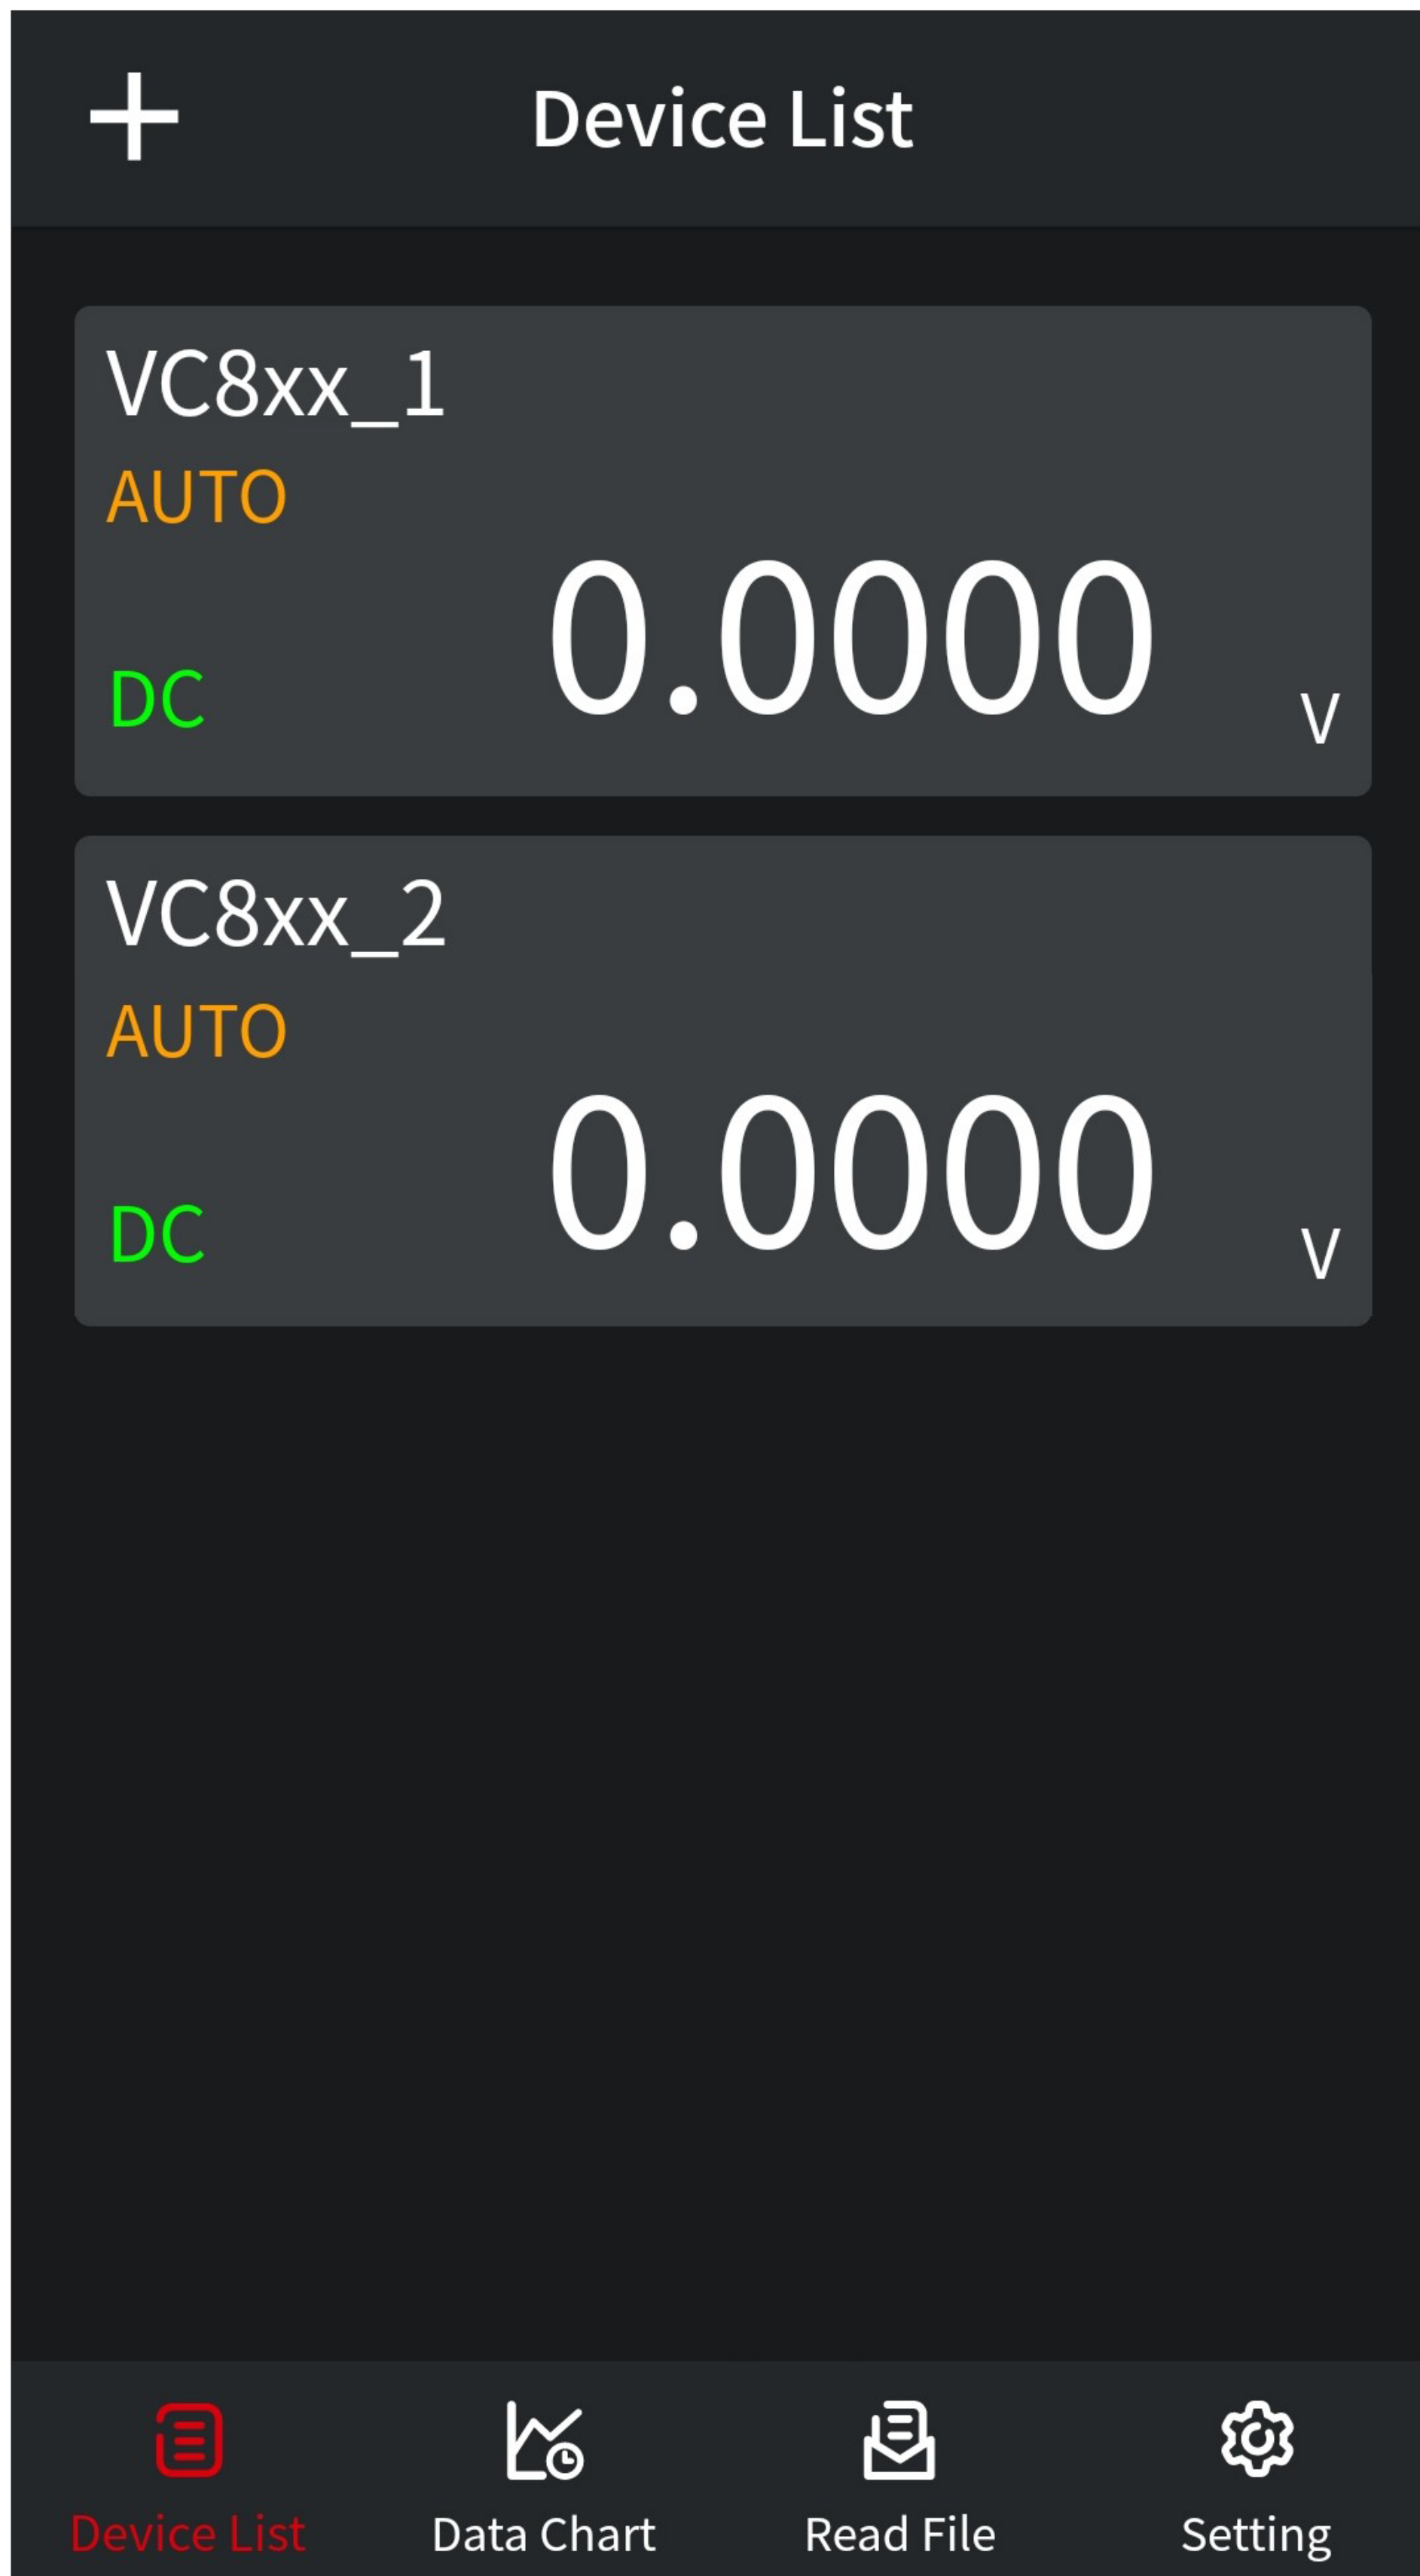 Device List
VC8xx_1
AUTO
DC 0.0000 V
VC8xx_2
AUTO
DC 0.0000 V
Device List Data Chart Read File Setting